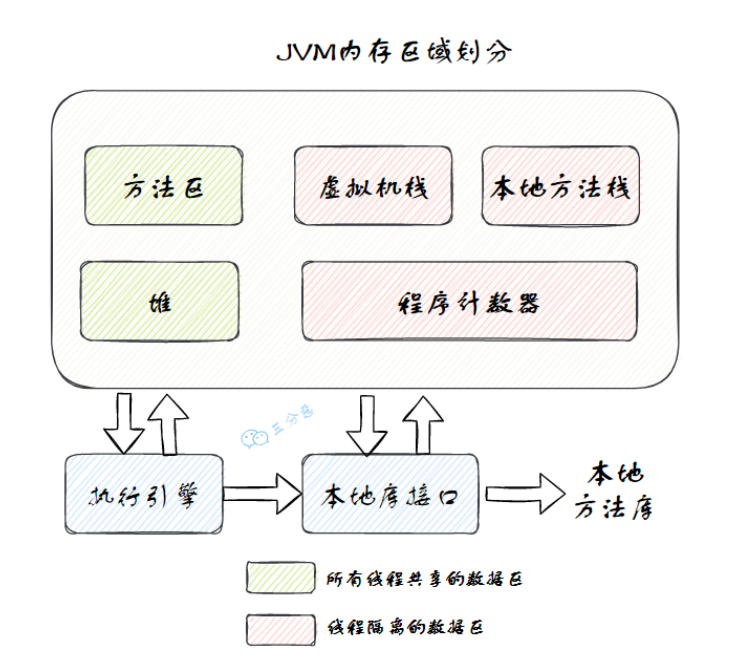 JVM内存区域划分
方法区
虚拟机栈
本地方法栈
堆
程序计数器
三分恶
执行引擎
本地库接口
本地
方法库
所有线程共享的数据区
线程隔离的数据区